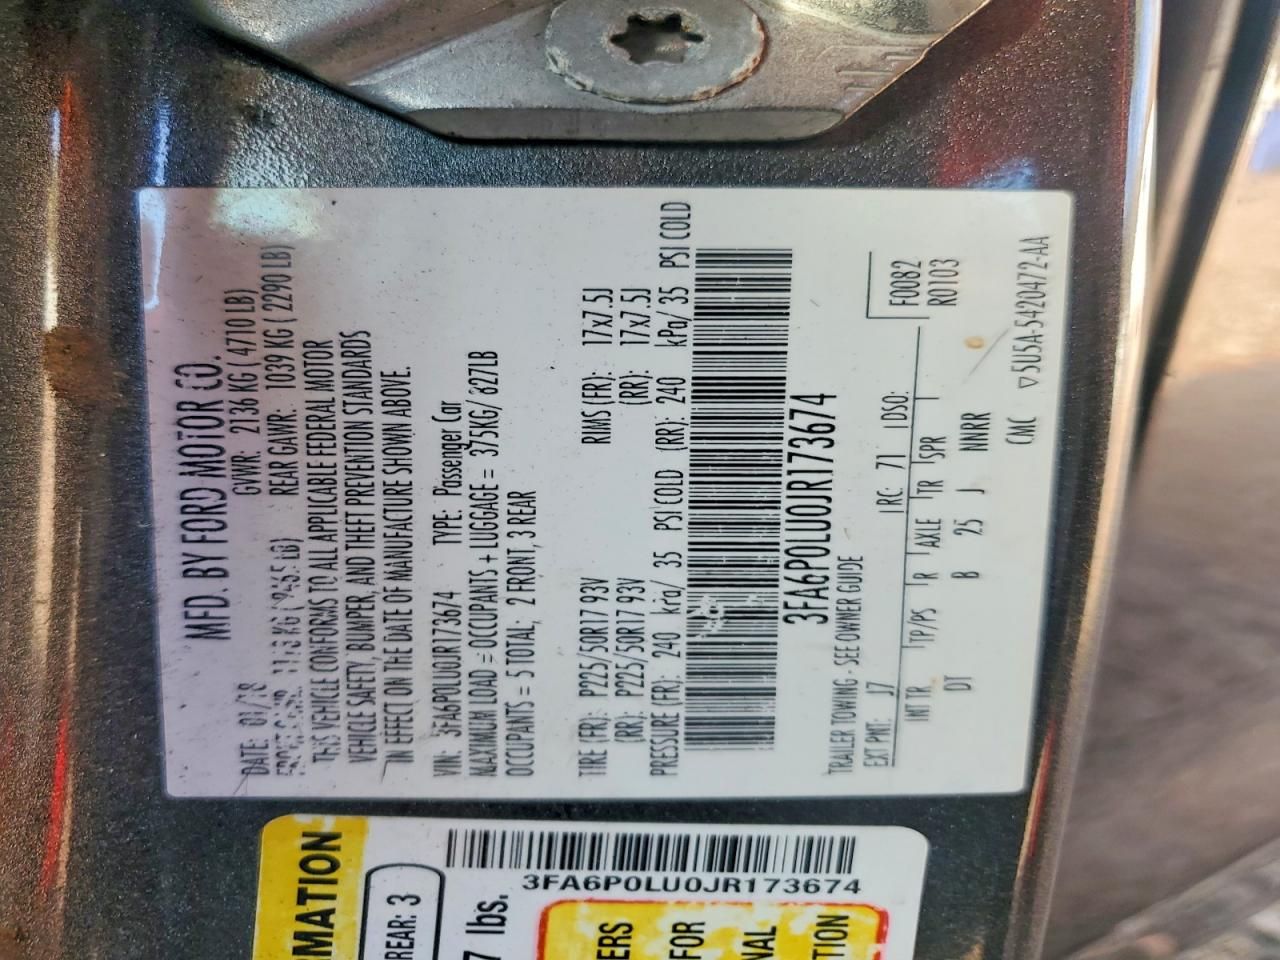 MFD. BY FORD MOTOR CO.
DATE: 01/18 GVWR: 2136 KG ( 4710 LB)
REAR GAWR: 1039 KG ( 2290 LB)
THIS VEHICLE CONFORMS TO ALL APPLICABLE FEDERAL MOTOR
VEHICLE SAFETY, BUMPER, AND THEFT PREVENTION STANDARDS
IN EFFECT ON THE DATE OF MANUFACTURE SHOWN ABOVE.
VIN: 3FA6P0LU0JR173674 TYPE: Passenger Car
MAXIMUM LOAD = OCCUPANTS + LUGGAGE = 375KG/ 827LB
OCCUPANTS = 5 TOTAL, 2 FRONT, 3 REAR
TIRE (FR): P225/50R17 93V RIMS (FR): 17x7.5J
(RR): P225/50R17 93V (RR): 17x7.5J
PRESSURE (FR): 240 kPa/ 35 PSI COLD (RR): 240 kPa/ 35 PSI COLD
3FA6P0LU0JR173674
TRAILER TOWING - SEE OWNER GUIDE
F0082
R0103
EXT PNT: J7 RC: 71 DSO:
INT TR TP/PS R AXLE TR SPR
DT B 25 J NNRR
CMC ▽5U5A-5420472-AA
MATION
REAR: 3
7 lbs.
3FA6P0LU0JR173674
ERS
FOR
NAL
TION